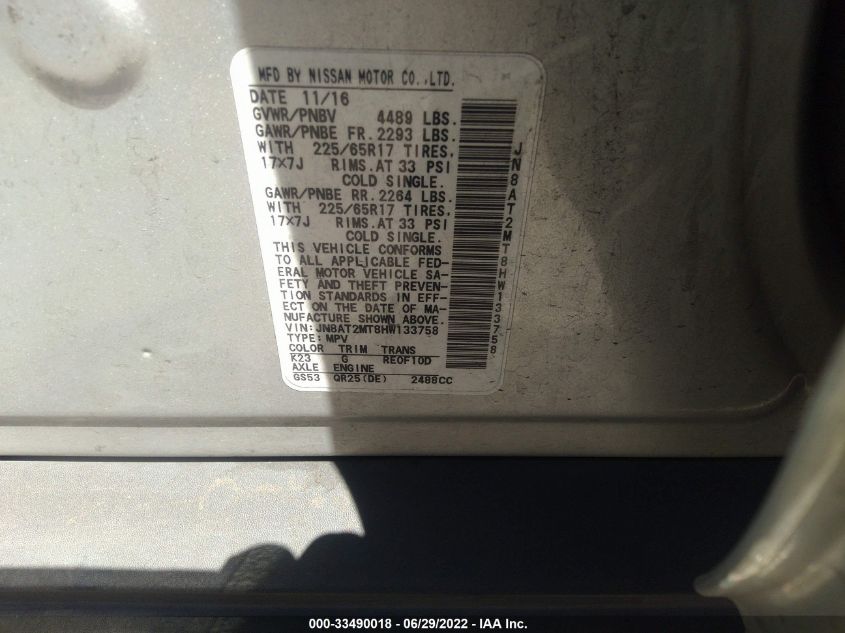 MFD BY NISSAN MOTOR CO.,LTD.
DATE 11/16
GVWR/PNBV 4489 LBS.
GAWR/PNBE FR. 2293 LBS.
WITH 225/65R17 TIRES,
17×7J RIMS.AT 33 PSI
COLD SINGLE.
GAWR/PNBE RR. 2264 LBS.
WITH 225/65R17 TIRES,
17×7J RIMS.AT 33 PSI
COLD SINGLE.
THIS VEHICLE CONFORMS
TO ALL APPLICABLE FED-
ERAL MOTOR VEHICLE SA-
FETY AND THEFT PREVEN-
TION STANDARDS IN EFF-
ECT ON THE DATE OF MA-
NUFACTURE SHOWN ABOVE.
VIN: JN8AT2MT8HW133758
TYPE: MPV
COLOR TRIM TRANS
K23 G RE0F10D
AXLE ENGINE
GS53 QR25(DE) 2488CC
JN8AT2MT8HW133758
000-33490018 - 06/29/2022 - IAA Inc.